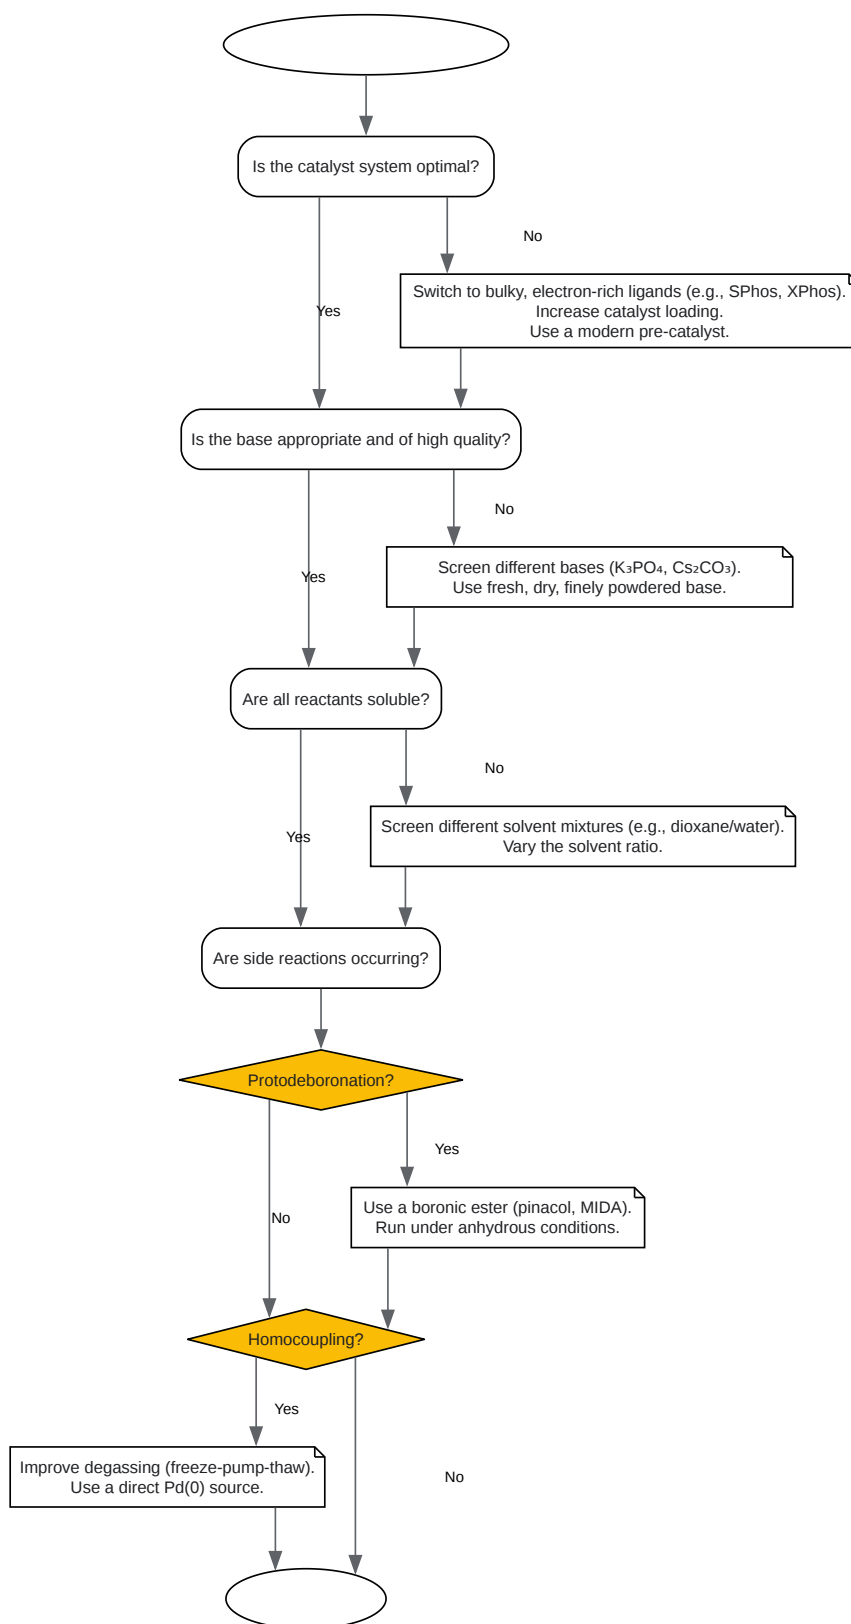 Is the catalyst system optimal?
No
Switch to bulky, electron-rich ligands (e.g., SPhos, XPhos).
Increase catalyst loading.
Use a modern pre-catalyst.
Yes
Is the base appropriate and of high quality?
No
Screen different bases (K₃PO₄, Cs₂CO₃).
Use fresh, dry, finely powdered base.
Yes
Are all reactants soluble?
No
Screen different solvent mixtures (e.g., dioxane/water).
Vary the solvent ratio.
Yes
Are side reactions occurring?
Protodeboronation?
Yes
Use a boronic ester (pinacol, MIDA).
Run under anhydrous conditions.
No
Homocoupling?
Yes
Improve degassing (freeze-pump-thaw).
Use a direct Pd(0) source.
No